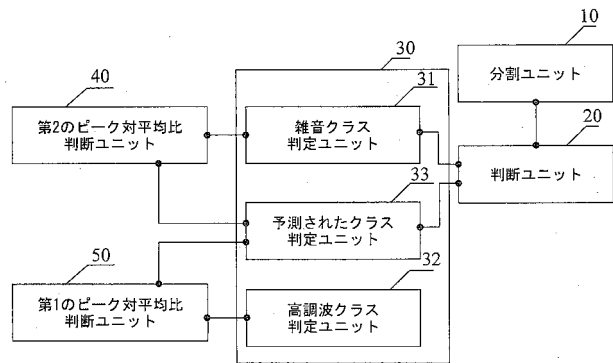 10
分割ユニット
30
31
40
20
第2のピーク対平均比
判断ユニット
雑音クラス
判定ユニット
判断ユニット
33
予測されたクラス
判定ユニット
50
32
第1のピーク対平均比
判断ユニット
高調波クラス
判定ユニット